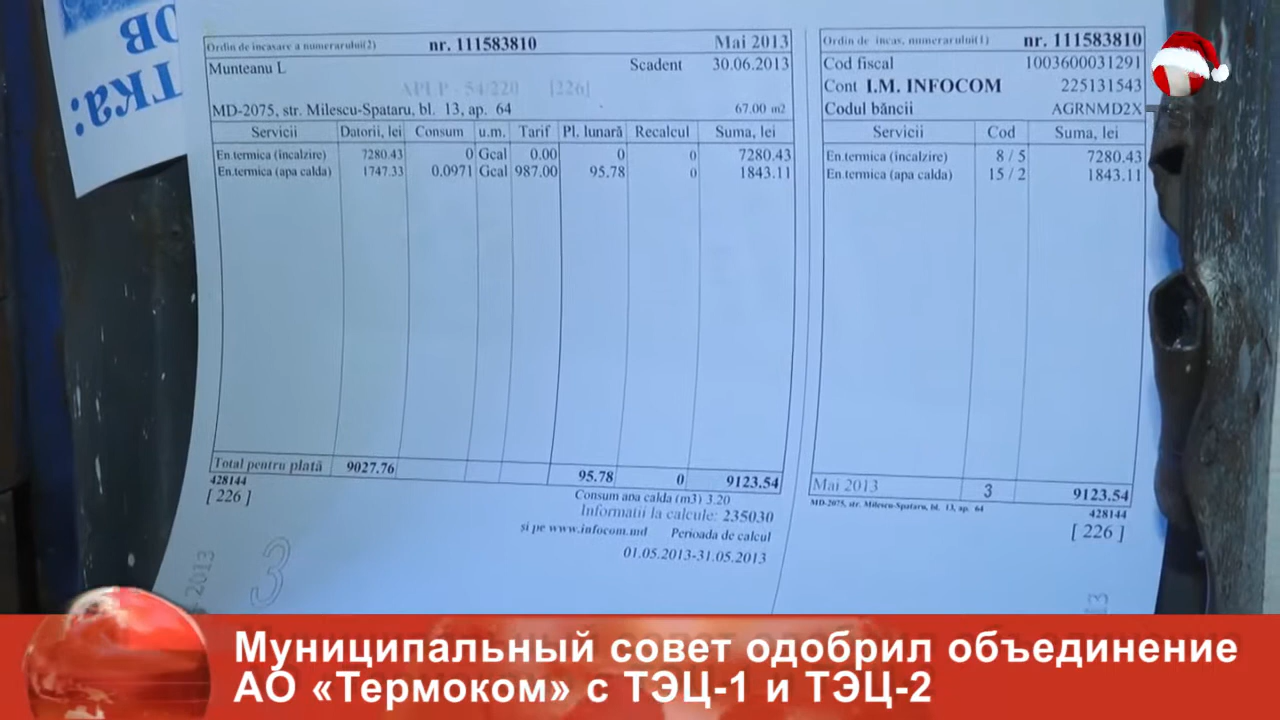 Ordin de incasare a numerarului(2) nr. 111583810 Mai 2013
Munteanu L Scadent 30.06.2013
[226]
MD-2075, str. Milescu-Spataru, bl. 13, ap. 64 67.00 m2
Servicii Datorii, lei Consum u.m. Tarif Pl. lunară Recalcul Suma, lei
En.termica (incalzire) 7280.43 0 Gcal 0.00 0 0 7280.43
En.termica (apa calda) 1747.33 0.0971 Gcal 987.00 95.78 0 1843.11
Total pentru plată 9027.76 95.78 0 9123.54
428144
[ 226 ]
Consum apa calda (m3) 3.20
Informatii la calcule: 235030
și pe www.infocom.md Perioada de calcul
01.05.2013-31.05.2013
3
2013
Ordin de incas. numerarului(1) nr. 111583810
Cod fiscal 1003600031291
Cont I.M. INFOCOM 225131543
Codul băncii AGRNMD2X
Servicii Cod Suma, lei
En.termica (incalzire) 8 / 5 7280.43
En.termica (apa calda) 15 / 2 1843.11
Mai 2013 3 9123.54
MD-2075, str. Milescu-Spataru, bl. 13, ap. 64 428144
[ 226 ]
тка:
Муниципальный совет одобрил объединение
АО «Термоком» с ТЭЦ-1 и ТЭЦ-2